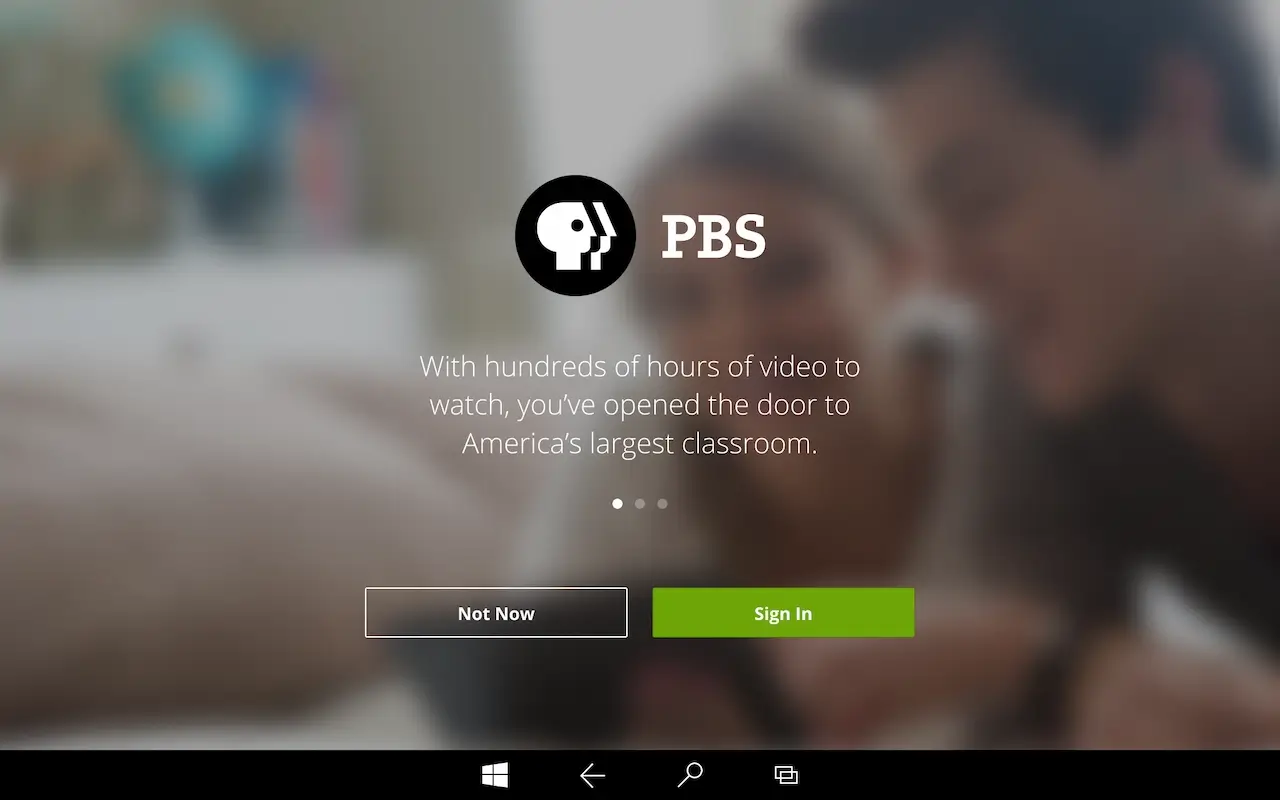 PBS
With hundreds of hours of video to
watch, you’ve opened the door to
America’s largest classroom.
Not Now
Sign In